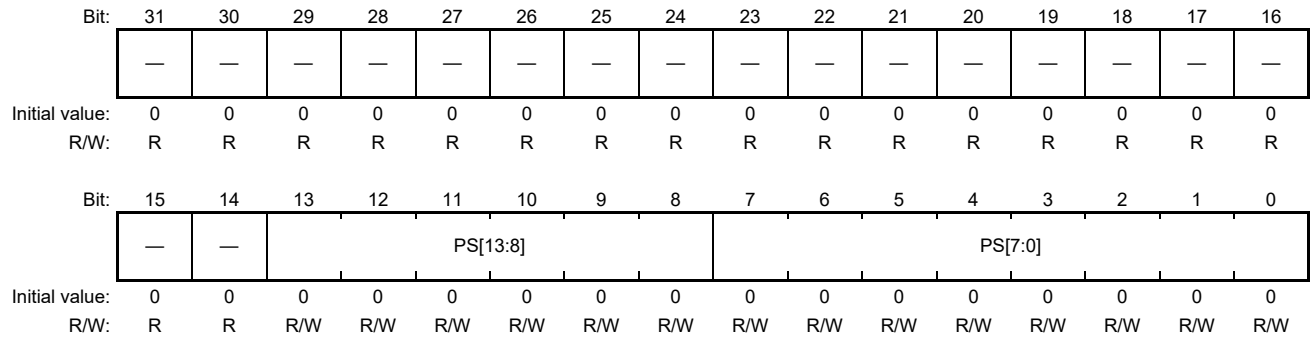 Bit: 31 30 29 28 27 26 25 24 23 22 21 20 19 18 17 16
— — — — — — — — — — — — — — — —
Initial value: 0 0 0 0 0 0 0 0 0 0 0 0 0 0 0 0
R/W: R R R R R R R R R R R R R R R R
Bit: 15 14 13 12 11 10 9 8 7 6 5 4 3 2 1 0
— — PS[13:8] PS[7:0]
Initial value: 0 0 0 0 0 0 0 0 0 0 0 0 0 0 0 0
R/W: R R R/W R/W R/W R/W R/W R/W R/W R/W R/W R/W R/W R/W R/W R/W